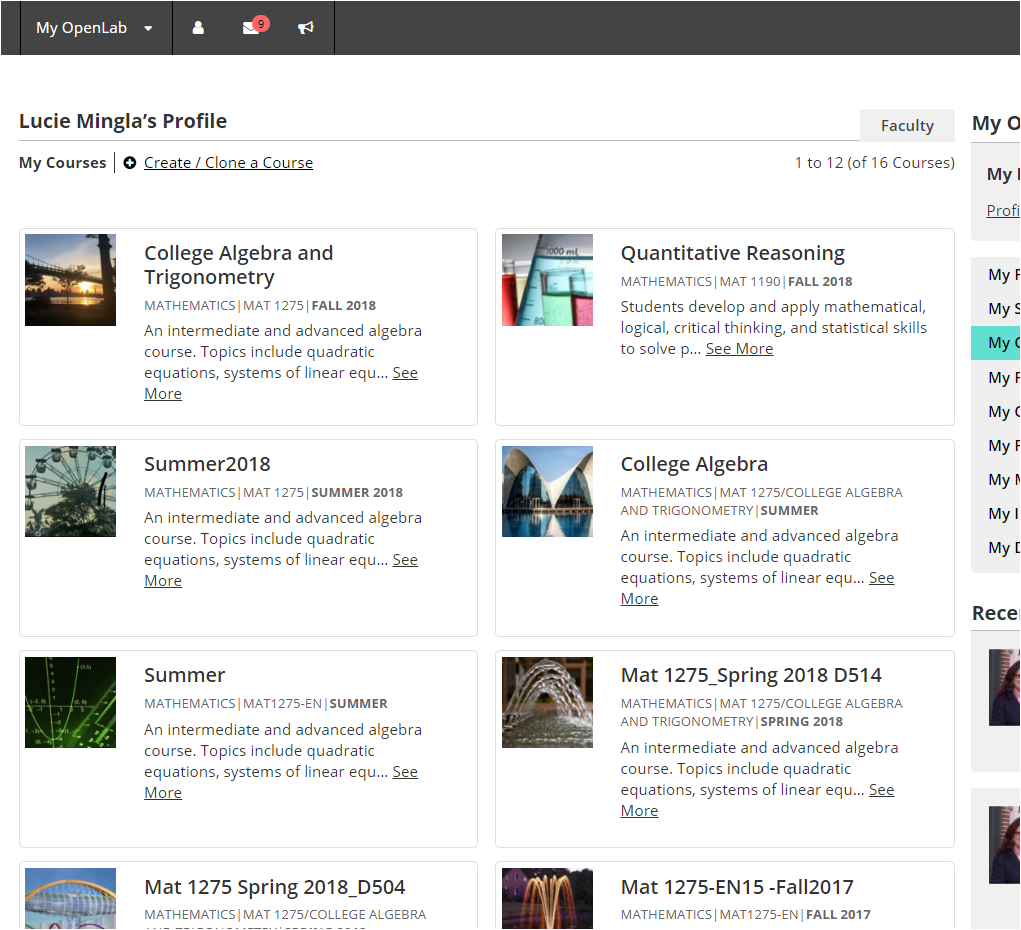 My OpenLab
9
Lucie Mingla's Profile
Faculty
My Courses
Create / Clone a Course
1 to 12 (of 16 Courses)
College Algebra and
Trigonometry
MATHEMATICS|MAT 1275|FALL 2018
An intermediate and advanced algebra
course. Topics include quadratic
equations, systems of linear equ... See
More
1000 mL
Quantitative Reasoning
MATHEMATICS|MAT 1190|FALL 2018
Students develop and apply mathematical,
logical, critical thinking, and statistical skills
to solve p... See More
Summer2018
MATHEMATICS|MAT 1275|SUMMER 2018
An intermediate and advanced algebra
course. Topics include quadratic
equations, systems of linear equ... See
More
College Algebra
MATHEMATICS|MAT 1275/COLLEGE ALGEBRA
AND TRIGONOMETRY|SUMMER
An intermediate and advanced algebra
course. Topics include quadratic
equations, systems of linear equ... See
More
Summer
MATHEMATICS|MAT1275-EN|SUMMER
An intermediate and advanced algebra
course. Topics include quadratic
equations, systems of linear equ... See
More
Mat 1275_Spring 2018 D514
MATHEMATICS|MAT 1275/COLLEGE ALGEBRA
AND TRIGONOMETRY|SPRING 2018
An intermediate and advanced algebra
course. Topics include quadratic
equations, systems of linear equ... See
More
Mat 1275 Spring 2018_D504
MATHEMATICS|MAT 1275/COLLEGE ALGEBRA
Mat 1275-EN15 -Fall2017
MATHEMATICS|MAT1275-EN|FALL 2017
My O
My
Profi
My
My S
My
My
My
My
My
My
My
Rece